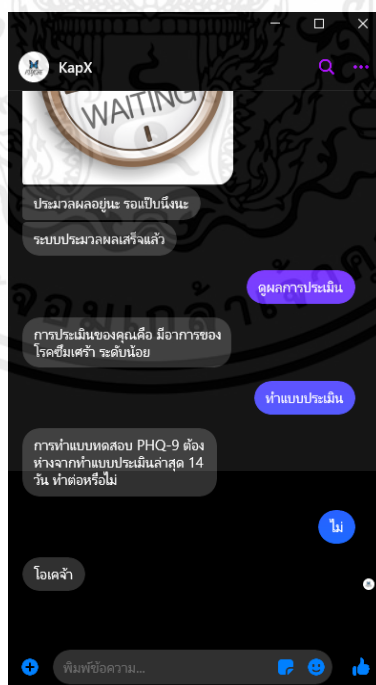 KapX
WAITING
ประมวลผลอยู่นะ รอแป๊บนึงนะ
ระบบประมวลผลเสร็จแล้ว
ดูผลการประเมิน
การประเมินของคุณคือ มีอาการของ
โรคซึมเศร้า ระดับน้อย
ทำแบบประเมิน
การทำแบบทดสอบ PHQ-9 ต้อง
ห่างจากทำแบบประเมินล่าสุด 14
วัน ทำต่อหรือไม่
ไม่
โอเคจ้า
พิมพ์ข้อความ...